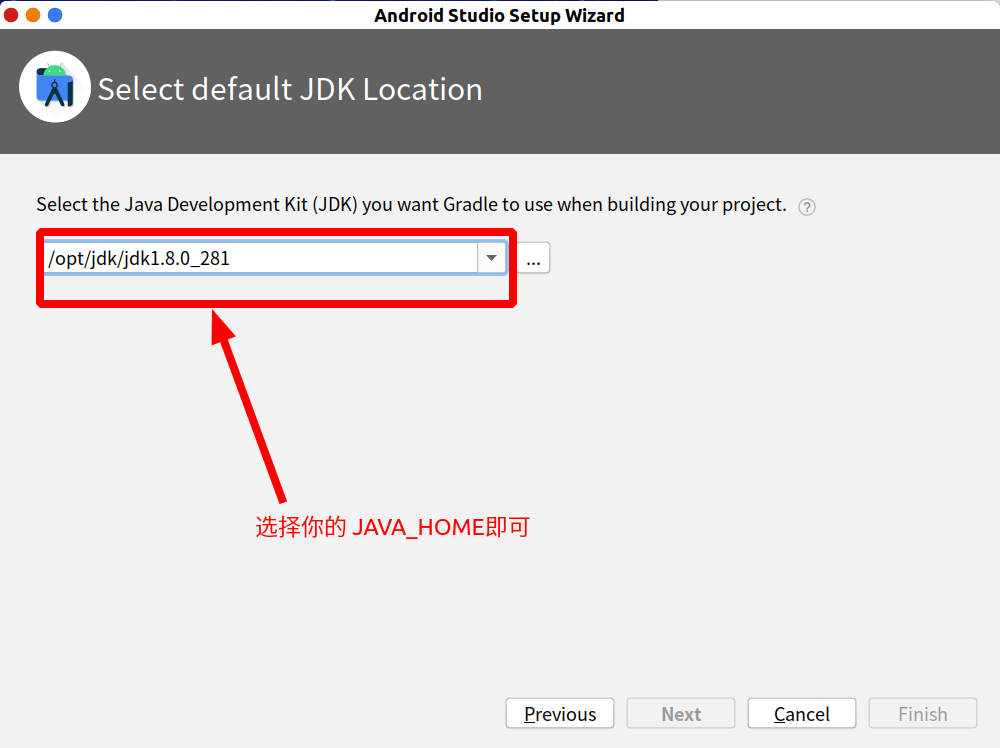 Android Studio Setup Wizard
Select default JDK Location
Select the Java Development Kit (JDK) you want Gradle to use when building your project. ?
/opt/jdk/jdk1.8.0_281 ...
选择你的 JAVA_HOME即可
Previous Next Cancel Finish